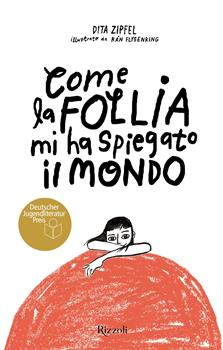 DITA ZIPFEL
illustrato da RÁN FLYGENRING
Come
la FOLLIA
mi ha spiegato
il MONDO
Deutscher
Jugendliteratur
Preis
Rizzoli